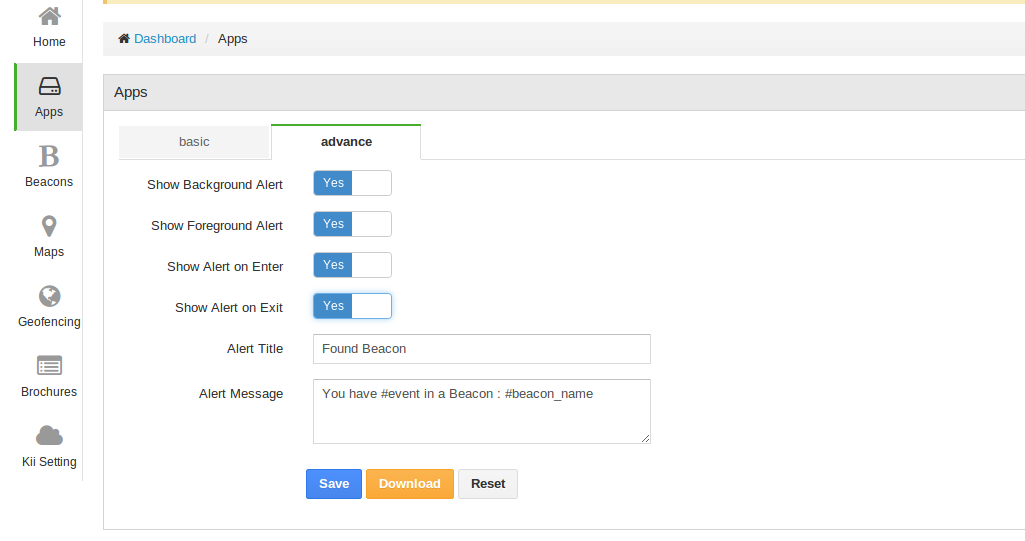 Home
Apps
B
Beacons
Maps
Geofencing
Brochures
Kii Setting
Dashboard / Apps
Apps
basic advance
Show Background Alert Yes
Show Foreground Alert Yes
Show Alert on Enter Yes
Show Alert on Exit Yes
Alert Title Found Beacon
Alert Message You have #event in a Beacon : #beacon_name
Save Download Reset